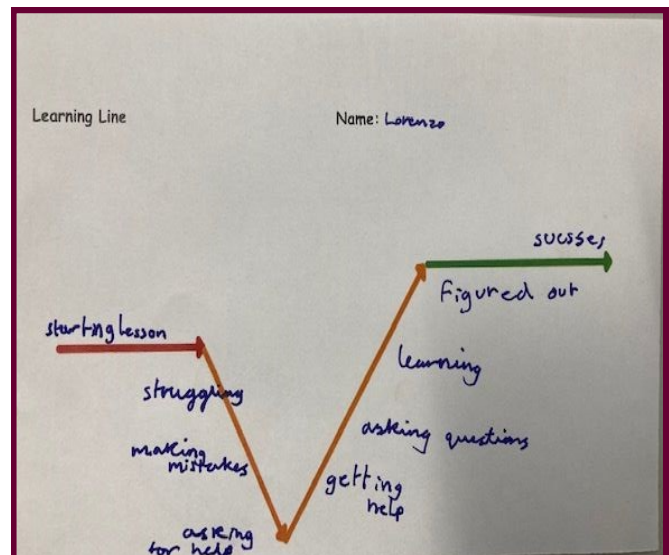 Learning Line
Name: Lorenzo
starting lesson
struggling
making
mistakes
asking
for help
getting
help
asking questions
learning
Figured out
sucsses